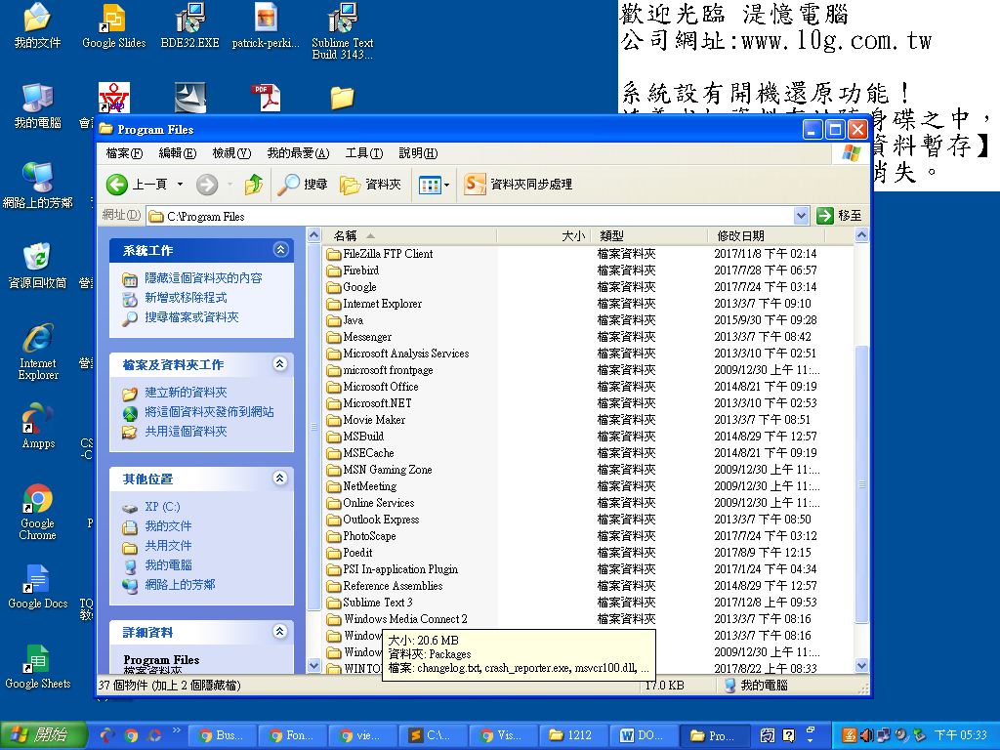 歡迎光臨 湜憶電腦
公司網址:www.10g.com.tw
系統設有開機還原功能！
身碟之中，
資料暫存】
消失。
我的文件
Google Slides
BDE32.EXE
patrick-perki...
Sublime Text
Build 3143...
我的電腦
網路上的芳鄰
資源回收筒
Internet
Explorer
Ampps
Google
Chrome
Google Docs
Google Sheets
Program Files
檔案(F) 編輯(E) 檢視(V) 我的最愛(A) 工具(T) 說明(H)
上一頁 搜尋 資料夾 資料夾同步處理
網址(D) C:\Program Files 移至
系統工作
隱藏這個資料夾的內容
新增或移除程式
搜尋檔案或資料夾
檔案及資料夾工作
建立新的資料夾
將這個資料夾發佈到網站
共用這個資料夾
其他位置
XP (C:)
我的文件
共用文件
我的電腦
網路上的芳鄰
詳細資料
Program Files
檔案資料夾
名稱 大小 類型 修改日期
FileZilla FTP Client 檔案資料夾 2017/11/8 下午 02:14
Firebird 檔案資料夾 2017/7/28 下午 06:57
Google 檔案資料夾 2017/7/24 下午 03:14
Internet Explorer 檔案資料夾 2013/3/7 下午 09:10
Java 檔案資料夾 2015/9/30 下午 09:28
Messenger 檔案資料夾 2013/3/7 下午 08:42
Microsoft Analysis Services 檔案資料夾 2013/3/10 下午 02:51
microsoft frontpage 檔案資料夾 2009/12/30 上午 11:...
Microsoft Office 檔案資料夾 2014/8/21 下午 09:19
Microsoft.NET 檔案資料夾 2013/3/10 下午 02:53
Movie Maker 檔案資料夾 2013/3/7 下午 08:51
MSBuild 檔案資料夾 2014/8/29 下午 12:57
MSECache 檔案資料夾 2014/8/21 下午 09:19
MSN Gaming Zone 檔案資料夾 2009/12/30 上午 11:...
NetMeeting 檔案資料夾 2009/12/30 上午 11:...
Online Services 檔案資料夾 2009/12/30 上午 11:...
Outlook Express 檔案資料夾 2013/3/7 下午 08:50
PhotoScape 檔案資料夾 2017/7/24 下午 03:12
Poedit 檔案資料夾 2017/8/9 下午 12:15
PSI In-application Plugin 檔案資料夾 2017/1/24 下午 04:34
Reference Assemblies 檔案資料夾 2014/8/29 下午 12:57
Sublime Text 3 檔案資料夾 2017/12/8 上午 09:53
Windows Media Connect 2 檔案資料夾 2013/3/7 下午 08:16
Window 2013/3/7 下午 08:16
Window 2009/12/30 上午 11:...
WINTO 2017/8/22 上午 08:33
大小: 20.6 MB
資料夾: Packages
檔案: changelog.txt, crash_reporter.exe, msvcr100.dll, ...
37 個物件 (加上 2 個隱藏檔) 17.0 KB 我的電腦
開始 Bus... Fon... vie... C:\... Vis... 1212 DO... Pro... 下午 05:33